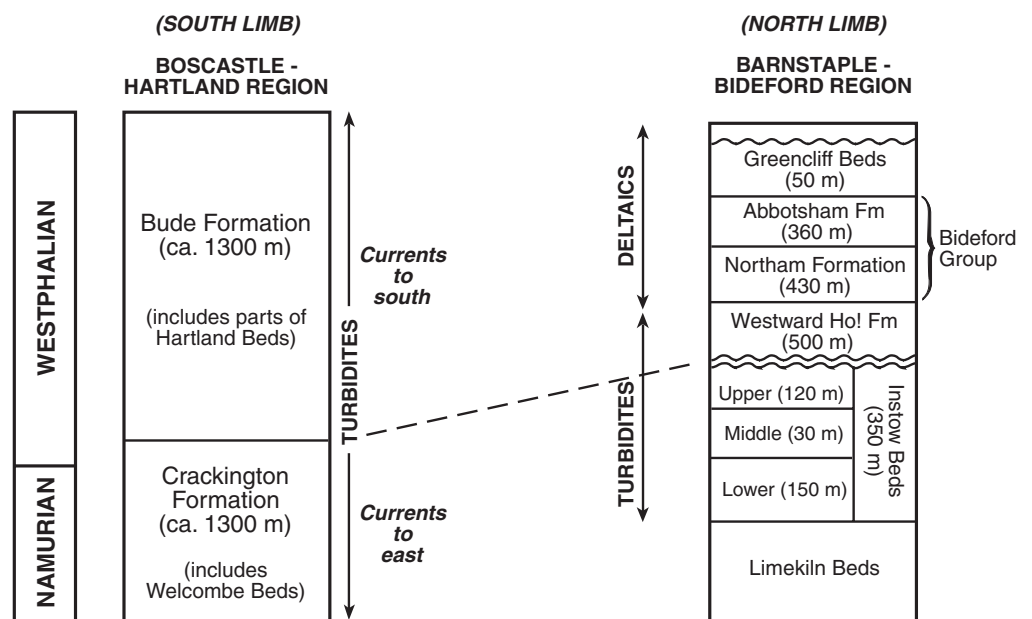 (SOUTH LIMB)
BOSCASTLE -
HARTLAND REGION
(NORTH LIMB)
BARNSTAPLE -
BIDEFORD REGION
WESTPHALIAN
NAMURIAN
Bude Formation
(ca. 1300 m)
(includes parts of
Hartland Beds)
Crackington
Formation
(ca. 1300 m)
(includes
Welcombe Beds)
TURBIDITES
Currents
to
south
Currents
to
east
DELTAICS
TURBIDITES
Greencliff Beds
(50 m)
Abbotsham Fm
(360 m)
Northam Formation
(430 m)
Bideford
Group
Westward Ho! Fm
(500 m)
Upper (120 m)
Middle (30 m)
Lower (150 m)
Instow Beds
(350 m)
Limekiln Beds